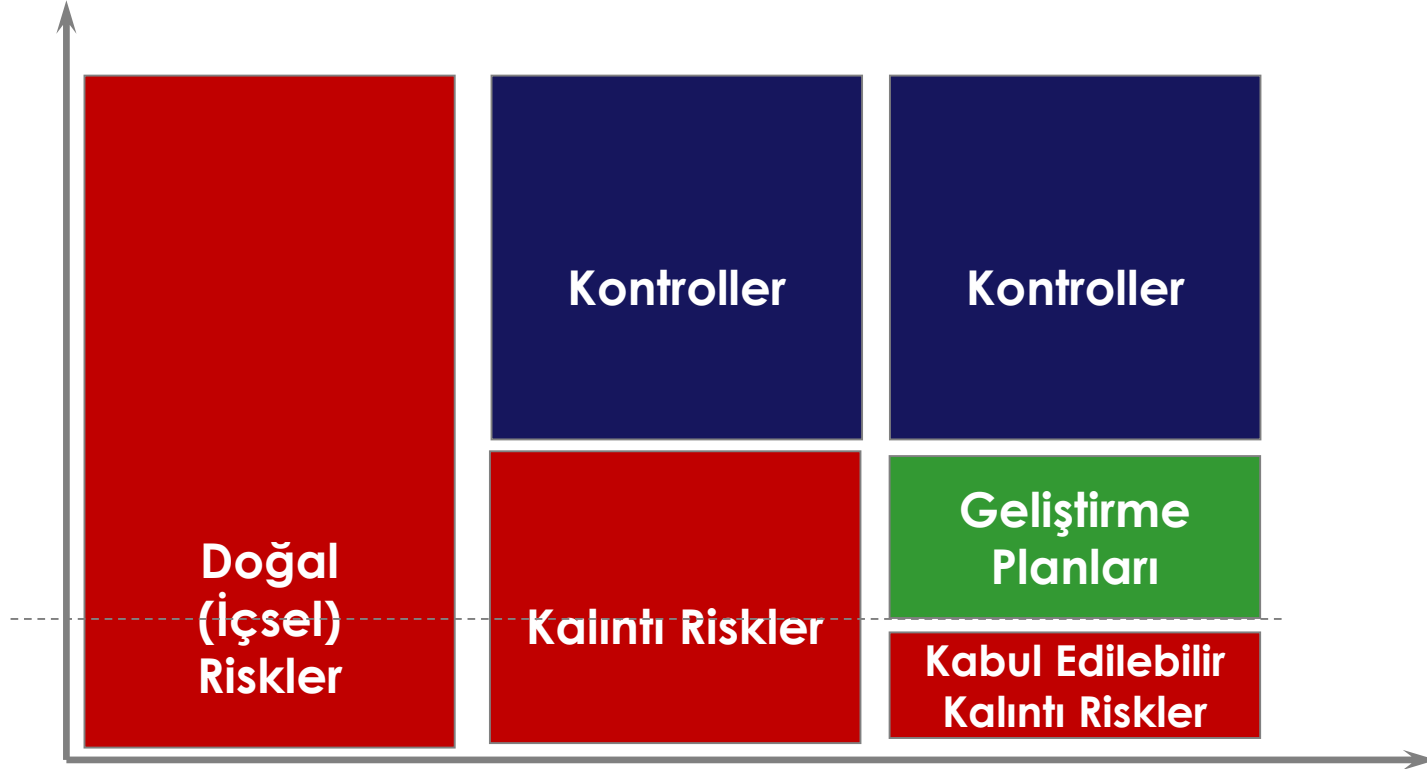 Doğal
(İçsel)
Riskler
Kontroller
Kalıntı Riskler
Kontroller
Geliştirme
Planları
Kabul Edilebilir
Kalıntı Riskler